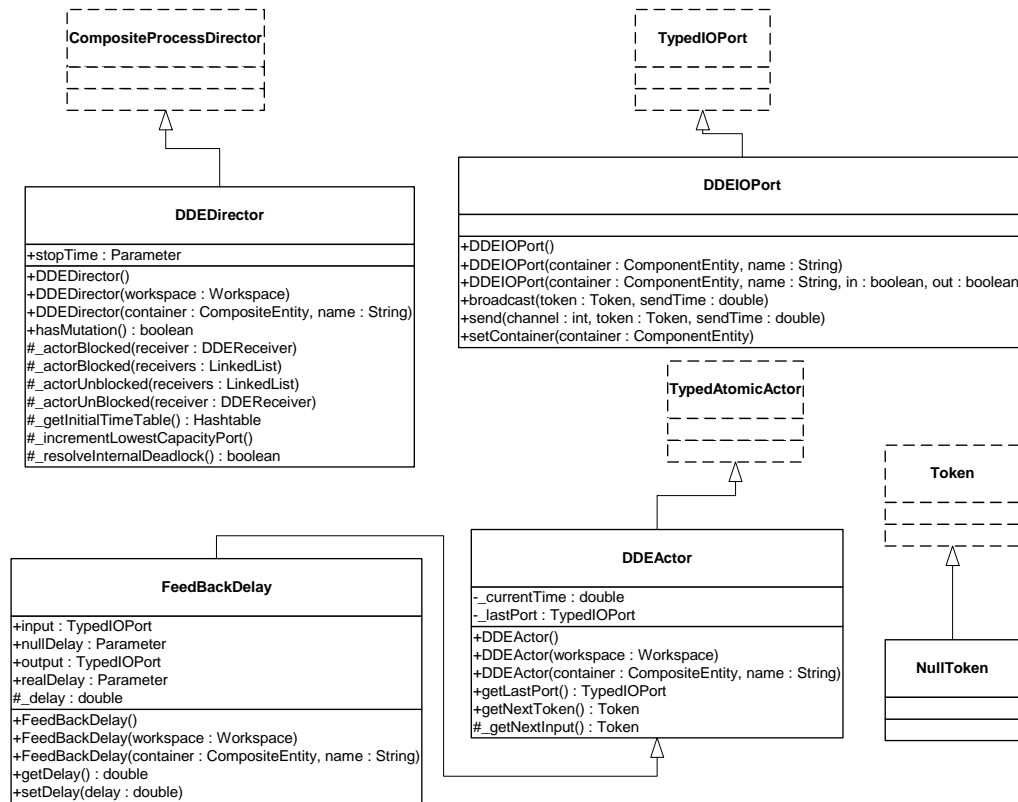 CompositeProcessDirector
TypedIOPort
DDEDirector
+stopTime : Parameter
+DDEDirector()
+DDEDirector(workspace : Workspace)
+DDEDirector(container : CompositeEntity, name : String)
+hasMutation() : boolean
#_actorBlocked(receiver : DDEReceiver)
#_actorBlocked(receivers : LinkedList)
#_actorUnblocked(receivers : LinkedList)
#_actorUnBlocked(receiver : DDEReceiver)
#_getInitialTimeTable() : Hashtable
#_incrementLowestCapacityPort()
#_resolveInternalDeadlock() : boolean
DDEIOPort
+DDEIOPort()
+DDEIOPort(container : ComponentEntity, name : String)
+DDEIOPort(container : ComponentEntity, name : String, in : boolean, out : boolean
+broadcast(token : Token, sendTime : double)
+send(channel : int, token : Token, sendTime : double)
+setContainer(container : ComponentEntity)
TypedAtomicActor
Token
FeedBackDelay
+input : TypedIOPort
+nullDelay : Parameter
+output : TypedIOPort
+realDelay : Parameter
#_delay : double
+FeedBackDelay()
+FeedBackDelay(workspace : Workspace)
+FeedBackDelay(container : CompositeEntity, name : String)
+getDelay() : double
+setDelay(delay : double)
DDEActor
-_currentTime : double
-_lastPort : TypedIOPort
+DDEActor()
+DDEActor(workspace : Workspace)
+DDEActor(container : CompositeEntity, name : String)
+getLastPort() : TypedIOPort
+getNextToken() : Token
#_getNextInput() : Token
NullToken